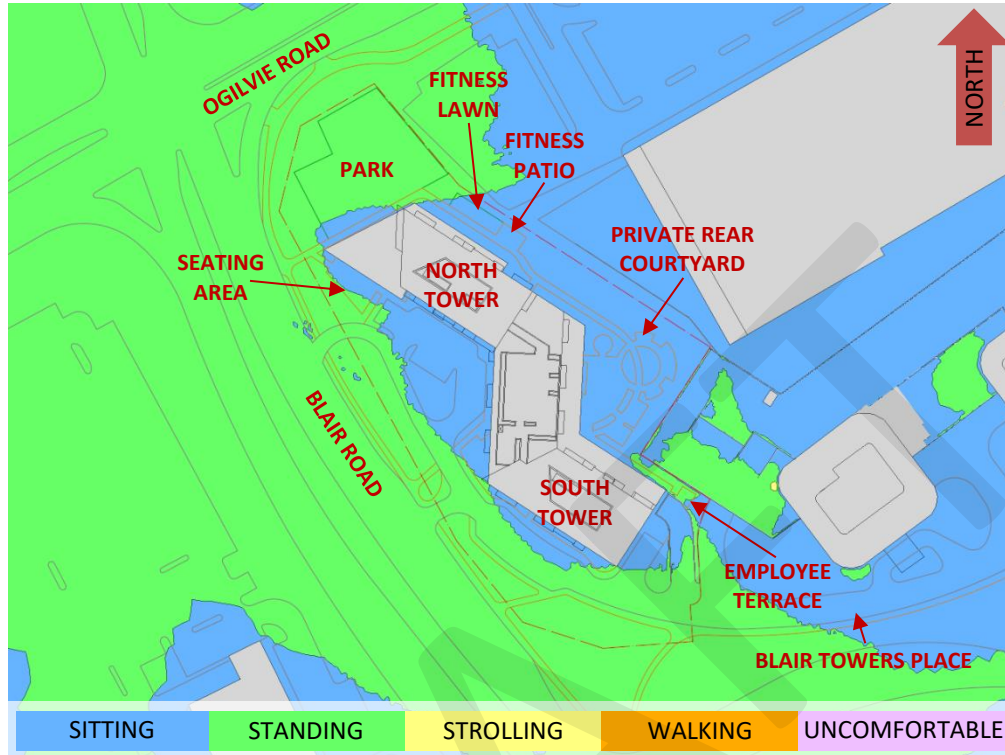 OGILVIE ROAD
FITNESS
LAWN
FITNESS
PATIO
NORTH
PARK
PRIVATE REAR
COURTYARD
SEATING
AREA
NORTH
TOWER
BLAIR ROAD
SOUTH
TOWER
EMPLOYEE
TERRACE
BLAIR TOWERS PLACE
SITTING
STANDING
STROLLING
WALKING
UNCOMFORTABLE